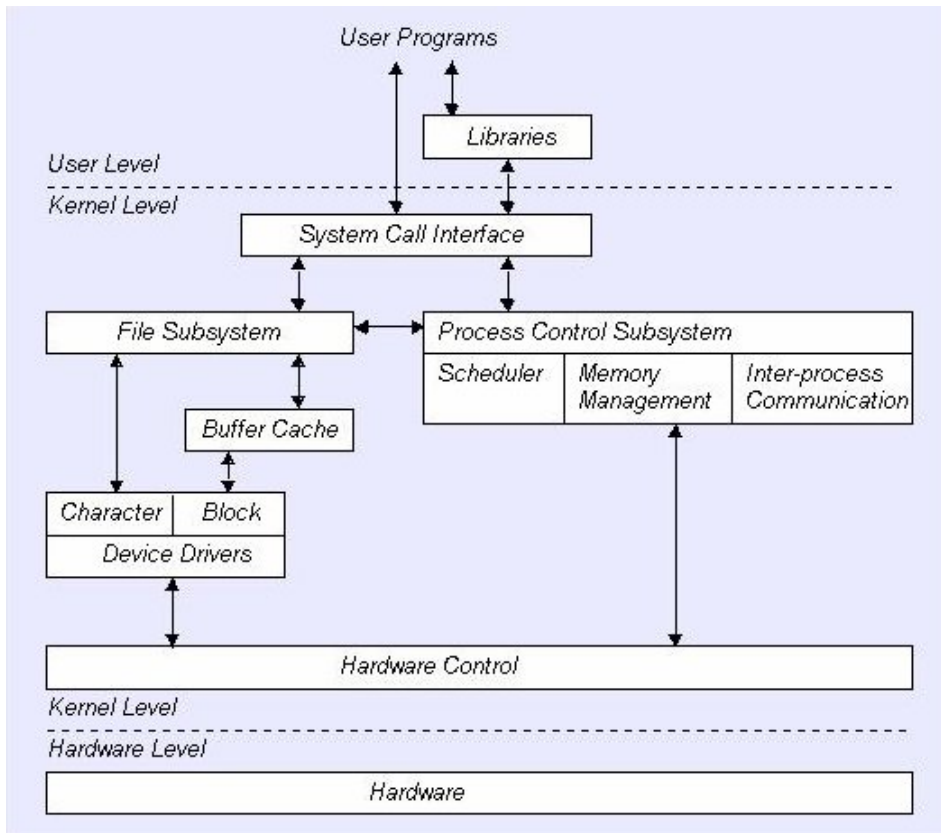 User Programs
Libraries
User Level
Kernel Level
System Call Interface
File Subsystem
Process Control Subsystem
Scheduler
Memory
Management
Inter-process
Communication
Buffer Cache
Character
Block
Device Drivers
Hardware Control
Kernel Level
Hardware Level
Hardware